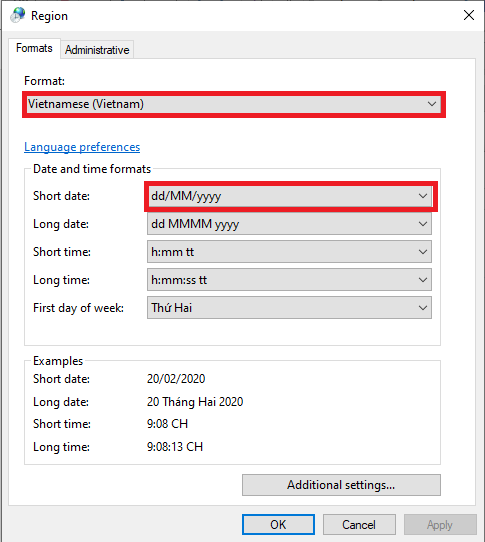 Region
Formats Administrative
Format:
Vietnamese (Vietnam)
Language preferences
Date and time formats
Short date: dd/MM/yyyy
Long date: dd MMMM yyyy
Short time: h:mm tt
Long time: h:mm:ss tt
First day of week: Thứ Hai
Examples
Short date: 20/02/2020
Long date: 20 Tháng Hai 2020
Short time: 9:08 CH
Long time: 9:08:13 CH
Additional settings...
OK Cancel Apply